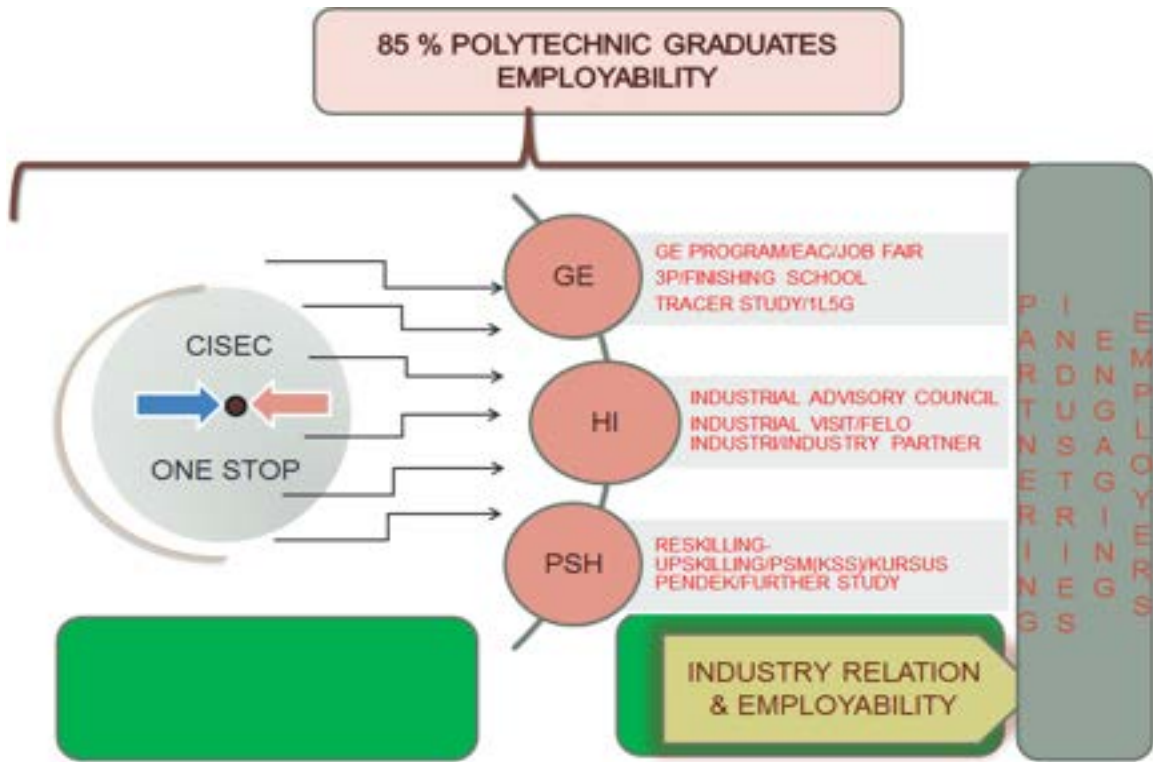 85 % POLYTECHNIC GRADUATES
EMPLOYABILITY
CISEC
ONE STOP
GE
GE PROGRAM/EAC/JOB FAIR
3P/FINISHING SCHOOL
TRACER STUDY/1L5G
HI
INDUSTRIAL ADVISORY COUNCIL
INDUSTRIAL VISIT/FELO
INDUSTRI/INDUSTRY PARTNER
PSH
RESKILLING-
UPSKILLING/PSM(KSS)/KURSUS
PENDEK/FURTHER STUDY
INDUSTRY RELATION
& EMPLOYABILITY
PARTNERING
INDUSTRIES
ENGAGING
EMPLOYERS